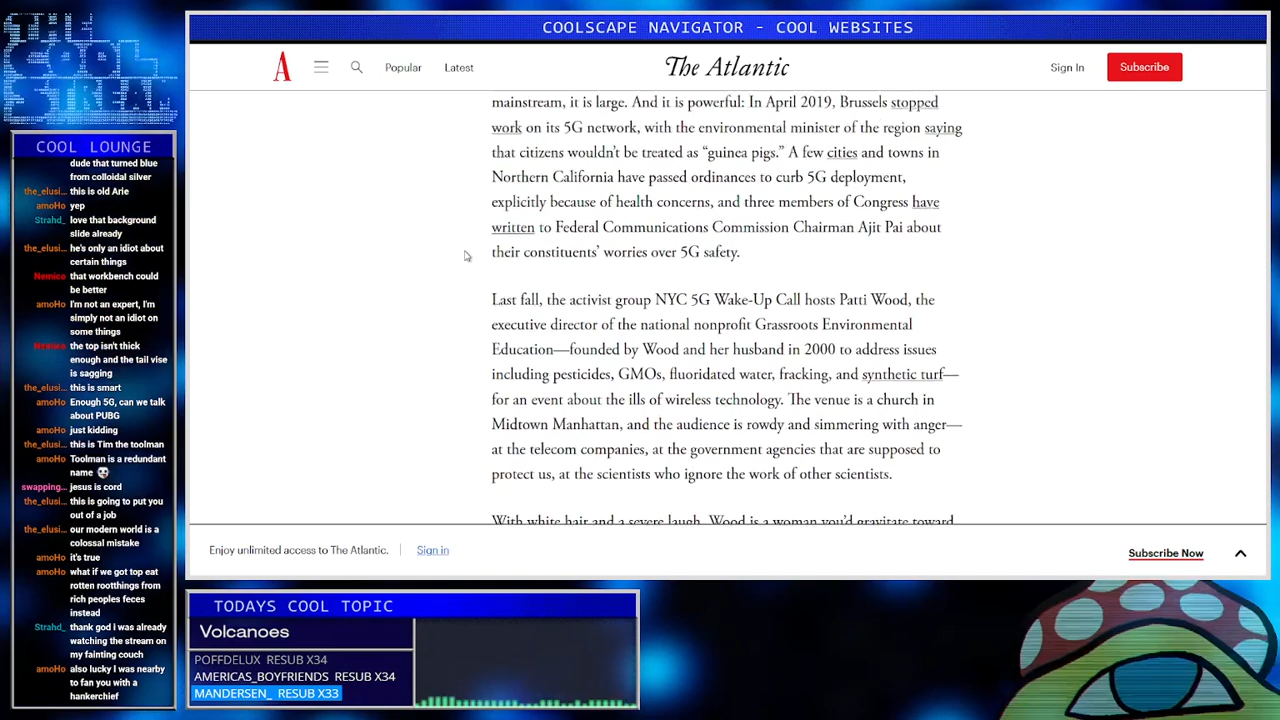 COOLSCAPE NAVIGATOR - COOL WEBSITES
A
Popular
Latest
The Atlantic
Sign In
Subscribe
mainstream, it is large. And it is powerful: In April 2019, Brussels stopped
work on its 5G network, with the environmental minister of the region saying
that citizens wouldn't be treated as “guinea pigs.” A few cities and towns in
Northern California have passed ordinances to curb 5G deployment,
explicitly because of health concerns, and three members of Congress have
written to Federal Communications Commission Chairman Ajit Pai about
their constituents' worries over 5G safety.
Last fall, the activist group NYC 5G Wake-Up Call hosts Patti Wood, the
executive director of the national nonprofit Grassroots Environmental
Education—founded by Wood and her husband in 2000 to address issues
including pesticides, GMOs, fluoridated water, fracking, and synthetic turf—
for an event about the ills of wireless technology. The venue is a church in
Midtown Manhattan, and the audience is rowdy and simmering with anger—
at the telecom companies, at the government agencies that are supposed to
protect us, at the scientists who ignore the work of other scientists.
With white hair and a severe laugh, Wood is a woman you'd gravitate toward
Enjoy unlimited access to The Atlantic.
Sign in
Subscribe Now
COOL LOUNGE
dude that turned blue
from colloidal silver
the_elusi... this is old Arie
amoHo yep
Strahd_ love that background
slide already
the_elusi... he's only an idiot about
certain things
Nemico that workbench could
be better
amoHo I'm not an expert, I'm
simply not an idiot on
some things
Nemico the top isn't thick
enough and the tail vise
is sagging
the_elusi... this is smart
amoHo Enough 5G, can we talk
about PUBG
amoHo just kidding
the_elusi... this is Tim the toolman
amoHo Toolman is a redundant
name
swapping... jesus is cord
the_elusi... this is going to put you
out of a job
the_elusi... our modern world is a
colossal mistake
amoHo it's true
amoHo what if we got top eat
rotten rootthings from
rich peoples feces
instead
Strahd_ thank god i was already
watching the stream on
my fainting couch
amoHo also lucky I was nearby
to fan you with a
hankerchief
TODAYS COOL TOPIC
Volcanoes
POFFDELUX RESUB X34
AMERICAS_BOYFRIENDS RESUB X34
MANDERSEN_ RESUB X33